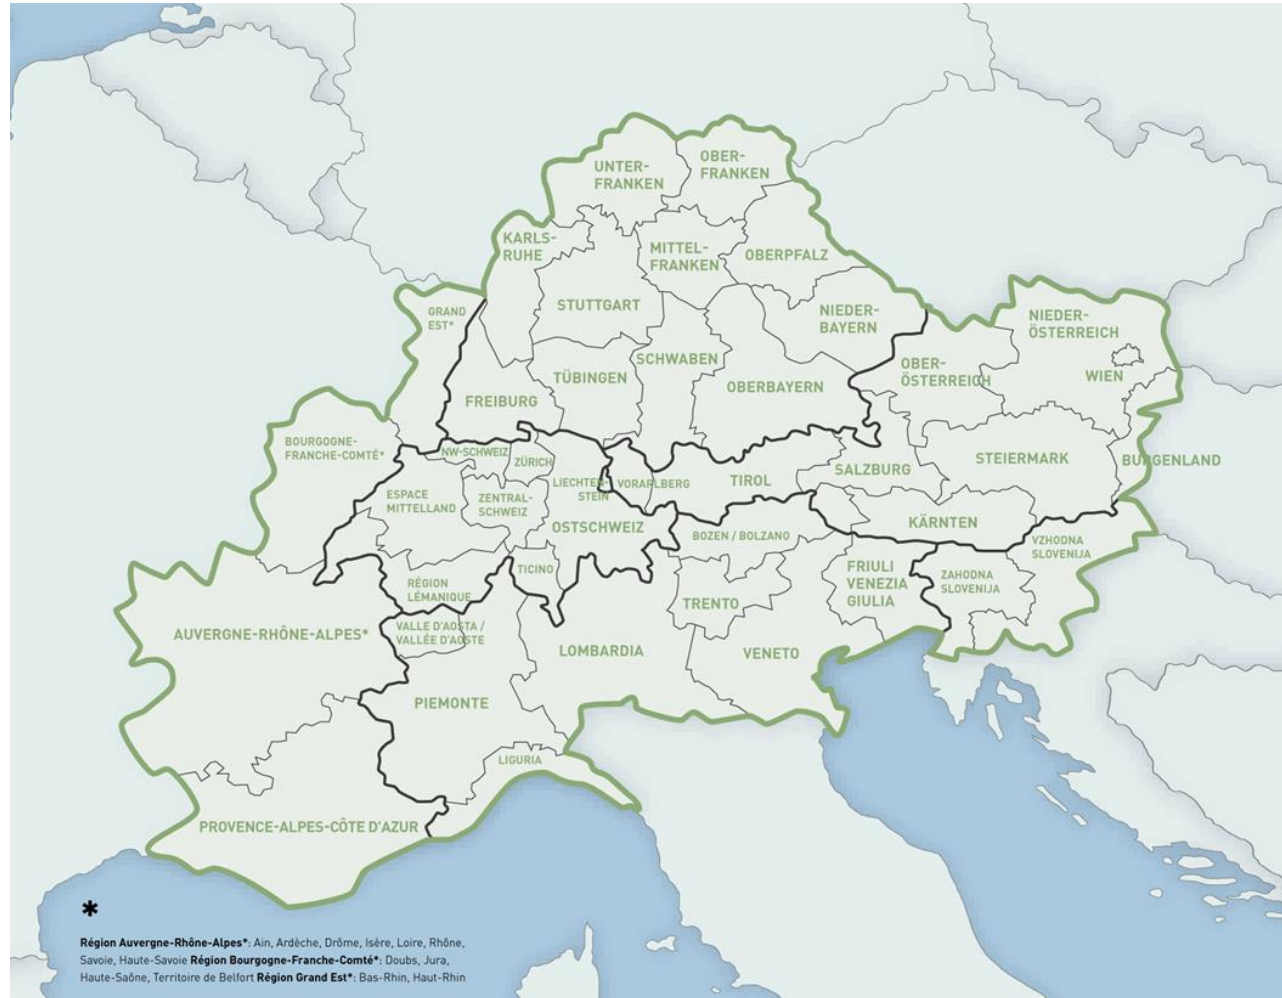 UNTER-
FRANKEN
OBER-
FRANKEN
KARLS-
RUHE
MITTEL-
FRANKEN
OBERPFALZ
GRAND
EST*
STUTTGART
NIEDER-
BAYERN
NIEDER-
ÖSTERREICH
SCHWABEN
OBER-
ÖSTERREICH
WIEN
TÜBINGEN
OBERBAYERN
FREIBURG
BOURGOGNE-
FRANCHE-COMTÉ*
NW-SCHWEIZ
ZÜRICH
STEIERMARK
BURGENLAND
SALZBURG
LIECHTEN-
STEIN
VORARLBERG
TIROL
ESPACE
MITTELLAND
ZENTRAL-
SCHWEIZ
OSTSCHWEIZ
KÄRNTEN
BOZEN / BOLZANO
VZHODNA
SLOVENIJA
TICINO
FRIULI
VENEZIA
GIULIA
ZAHODNA
SLOVENIJA
RÉGION
LÉMANIQUE
TRENTO
AUVERGNE-RHÔNE-ALPES*
VALLE D'AOSTA /
VALLÉE D'AOSTE
LOMBARDIA
VENETO
PIEMONTE
LIGURIA
PROVENCE-ALPES-CÔTE D'AZUR
*
Région Auvergne-Rhône-Alpes*: Ain, Ardèche, Drôme, Isère, Loire, Rhône,
Savoie, Haute-Savoie Région Bourgogne-Franche-Comté*: Doubs, Jura,
Haute-Saône, Territoire de Belfort Région Grand Est*: Bas-Rhin, Haut-Rhin